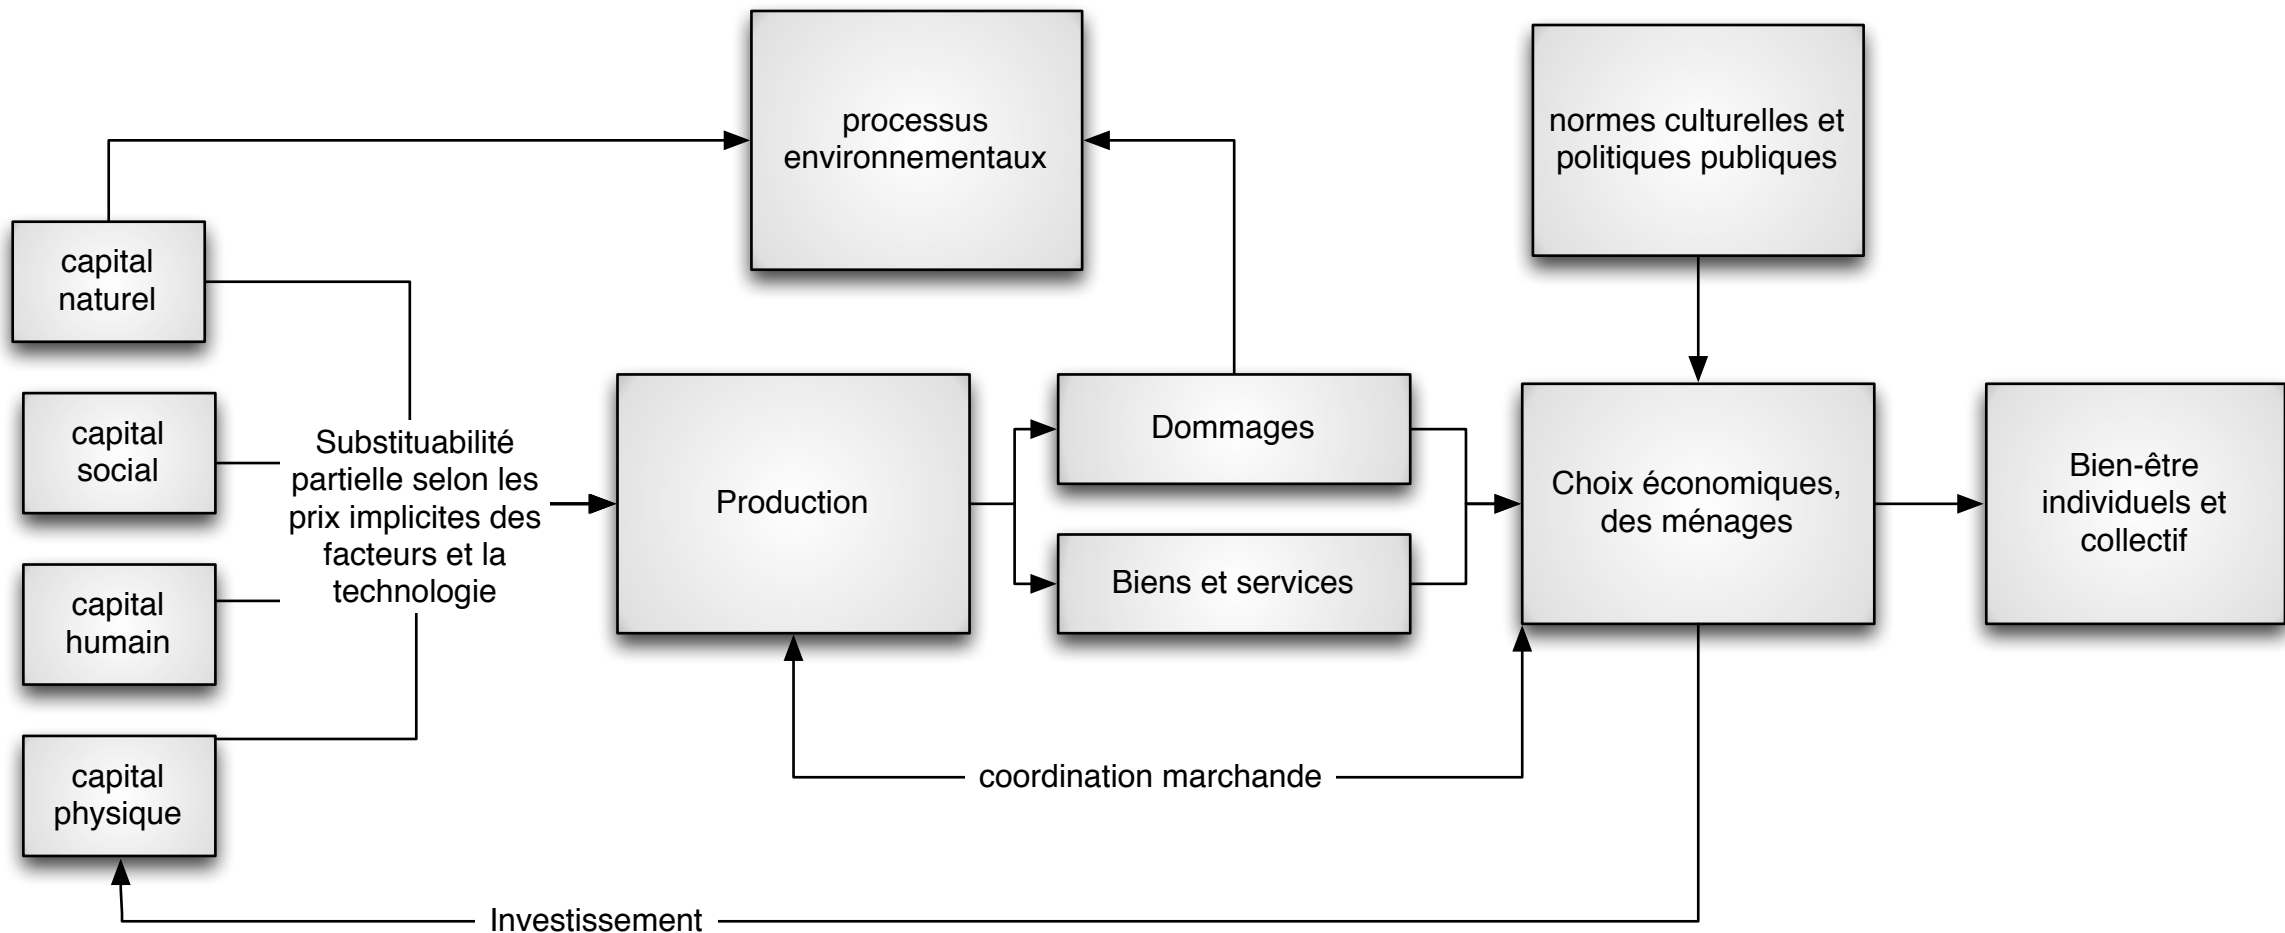 processus
environnementaux
normes culturelles et
politiques publiques
capital
naturel
capital
social
capital
humain
capital
physique
Substituabilité
partielle selon les
prix implicites des
facteurs et la
technologie
Production
Dommages
Biens et services
Choix économiques,
des ménages
Bien-être
individuels et
collectif
coordination marchande
Investissement